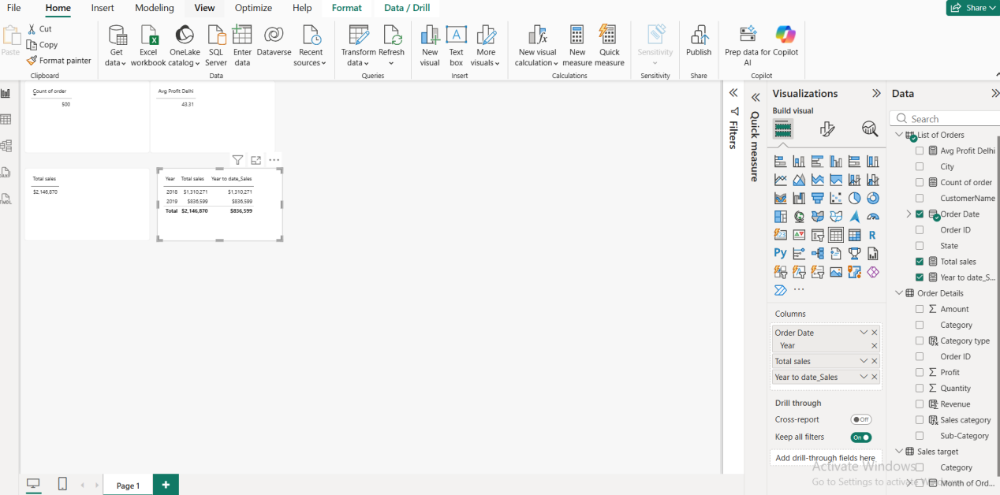 File Home Insert Modeling View Optimize Help Format Data / Drill
Share
Paste
Cut
Copy
Format painter
Clipboard
Get data
Excel workbook
OneLake catalog
SQL Server
Enter data
Dataverse
Recent sources
Data
Transform data
Refresh
Queries
New visual
Text box
More visuals
Insert
New visual calculation
New measure
Quick measure
Calculations
Sensitivity
Sensitivity
Publish
Share
Prep data for AI
Copilot
Copilot
Count of order
500
Avg Profit Delhi
43.31
Total sales
$2,146,870
Year Total sales Year to date_Sales
2018 $1,310,271 $1,310,271
2019 $836,599 $836,599
Total $2,146,870 $836,599
Filters
Quick measure
Visualizations
Build visual
123
R
Py
Columns
Order Date
Year
Total sales
Year to date_Sales
Drill through
Cross-report Off
Keep all filters On
Add drill-through fields here
Data
Search
List of Orders
Avg Profit Delhi
City
Count of order
CustomerName
Order Date
Order ID
State
Total sales
Year to date_S...
Order Details
Amount
Category
Category type
Order ID
Profit
Quantity
Revenue
Sales category
Sub-Category
Sales target
Category
Month of Ord...
Activate Windows
Go to Settings to activate Windows.
Page 1